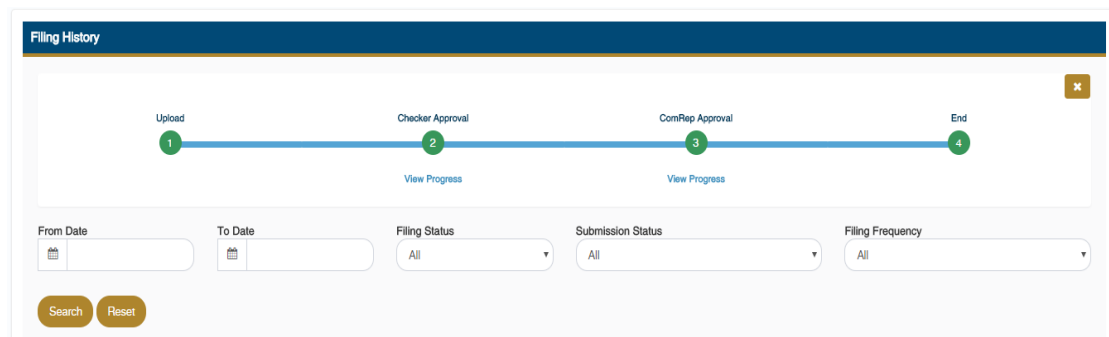 Filing History
Upload Checker Approval ComRep Approval End
1 2 3 4
View Progress View Progress
From Date To Date Filing Status Submission Status Filing Frequency
All All All
Search Reset